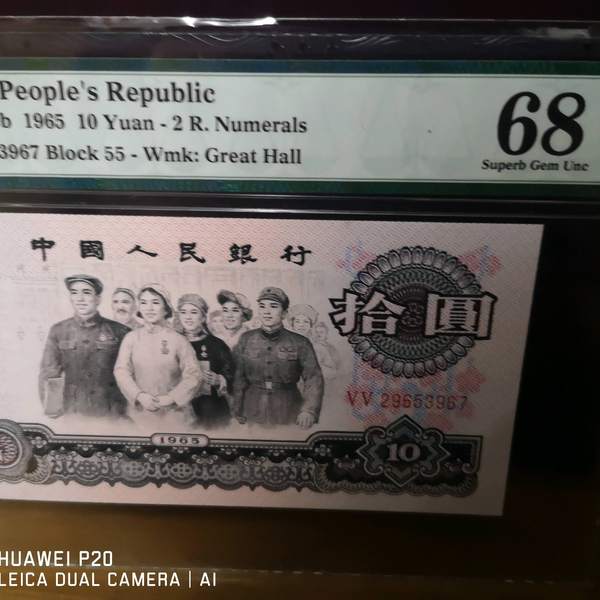 People's Republic
b 1965 10 Yuan - 2 R. Numerals
3967 Block 55 - Wmk: Great Hall
68
Superb Gem Unc
中國人民銀行
拾圓
VV 29653967
1965
10
HUAWEI P20
LEICA DUAL CAMERA | AI